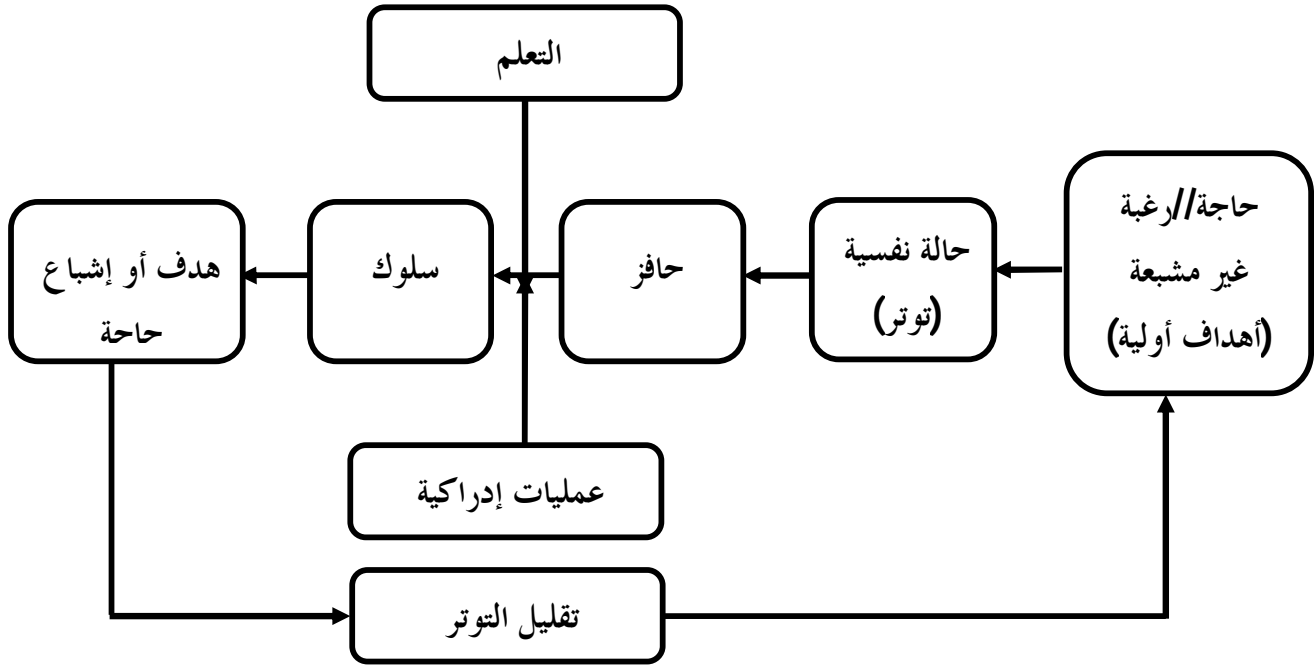 التعلم
حاجة//رغبة
غير مشبعة
(أهداف أولية)
حالة نفسية
(توتر)
حافز
سلوك
هدف أو إشباع
حاحة
عمليات إدراكية
تقليل التوتر